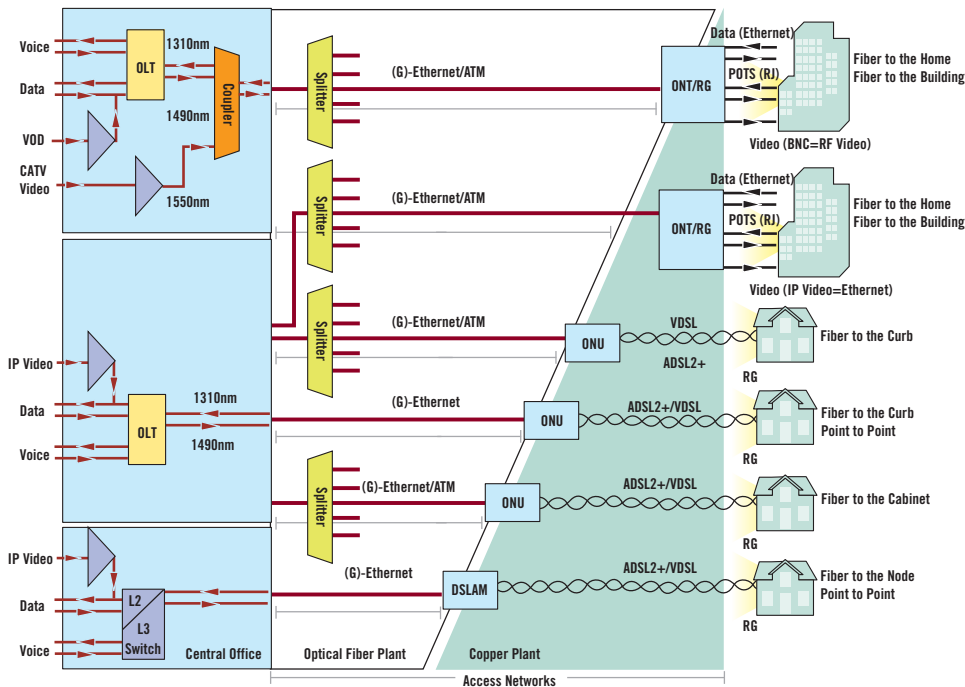 Voice
Data
VOD
CATV
Video
OLT
1310nm
1490nm
1550nm
Coupler
Splitter
(G)-Ethernet/ATM
ONT/RG
Data (Ethernet)
POTS (RJ)
Video (BNC=RF Video)
Fiber to the Home
Fiber to the Building
Splitter
(G)-Ethernet/ATM
ONT/RG
Data (Ethernet)
POTS (RJ)
Video (IP Video=Ethernet)
Fiber to the Home
Fiber to the Building
Splitter
(G)-Ethernet/ATM
ONU
VDSL
ADSL2+
RG
Fiber to the Curb
IP Video
Data
Voice
OLT
1310nm
1490nm
(G)-Ethernet
ONU
ADSL2+/VDSL
RG
Fiber to the Curb
Point to Point
Splitter
(G)-Ethernet/ATM
ONU
ADSL2+/VDSL
RG
Fiber to the Cabinet
IP Video
Data
Voice
L2
L3
Switch
(G)-Ethernet
DSLAM
ADSL2+/VDSL
RG
Fiber to the Node
Point to Point
Central Office
Optical Fiber Plant
Copper Plant
Access Networks